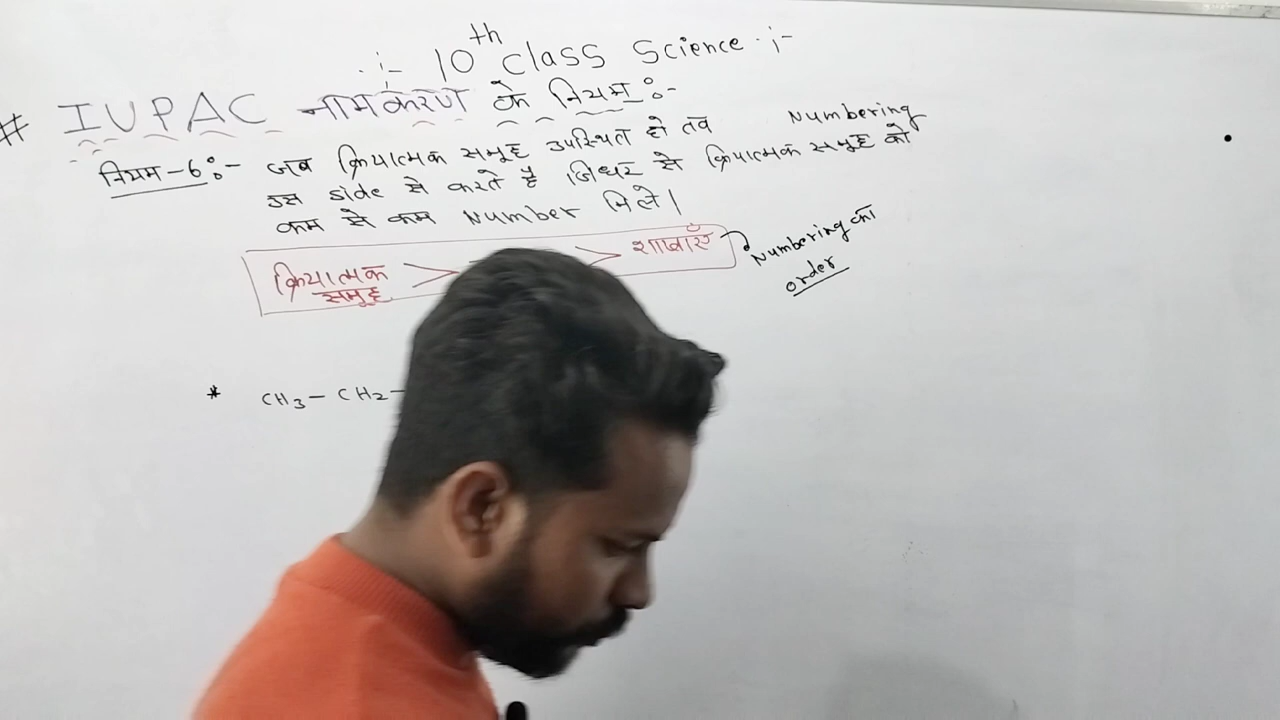 -:- 10th class Science -:-
# IUPAC नामकरण के नियम :-
नियम-6:- जब क्रियात्मक समूह उपस्थित हो तब Numbering
उस side से करते है जिधर से क्रियात्मक समूह को
कम से कम Number मिले।
क्रियात्मक समूह > > शाखाएँ
Numbering का
order
* CH3 - CH2 -